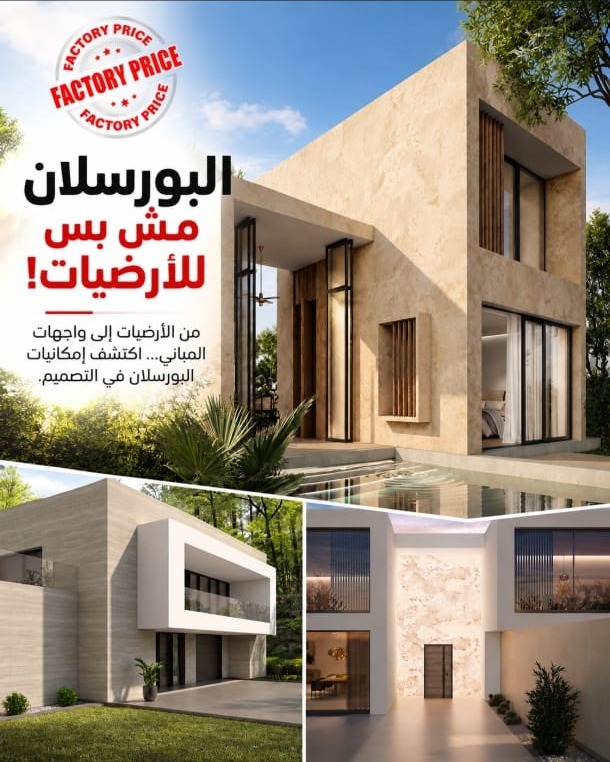 FACTORY PRICE
FACTORY PRICE
FACTORY PRICE
البورسلان
مش بس
للأرضيات!
من الأرضيات إلى واجهات
المباني... اكتشف إمكانيات
البورسلان في التصميم.